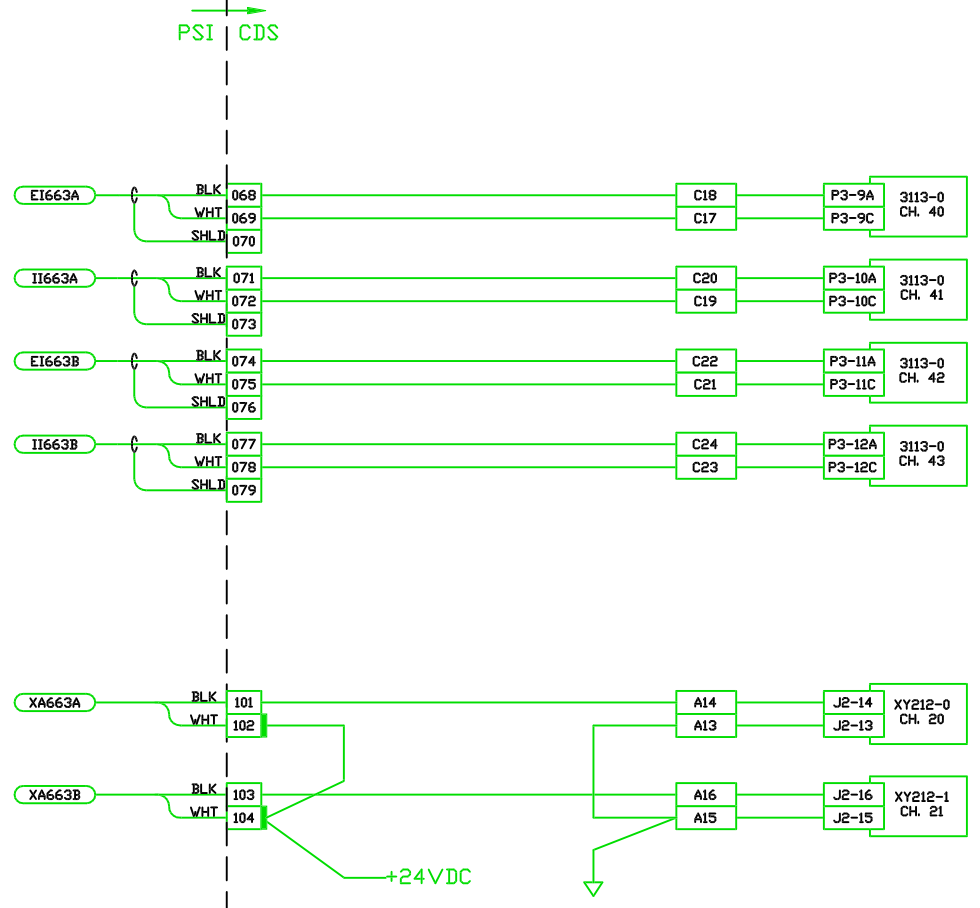 PSI CDS
EI663A BLK 068 C18 P3-9A 3113-0
WHT 069 C17 P3-9C CH. 40
SHLD 070
II663A BLK 071 C20 P3-10A 3113-0
WHT 072 C19 P3-10C CH. 41
SHLD 073
EI663B BLK 074 C22 P3-11A 3113-0
WHT 075 C21 P3-11C CH. 42
SHLD 076
II663B BLK 077 C24 P3-12A 3113-0
WHT 078 C23 P3-12C CH. 43
SHLD 079
XA663A BLK 101 A14 J2-14 XY212-0
WHT 102 A13 J2-13 CH. 20
XA663B BLK 103 A16 J2-16 XY212-1
WHT 104 A15 J2-15 CH. 21
+24VDC